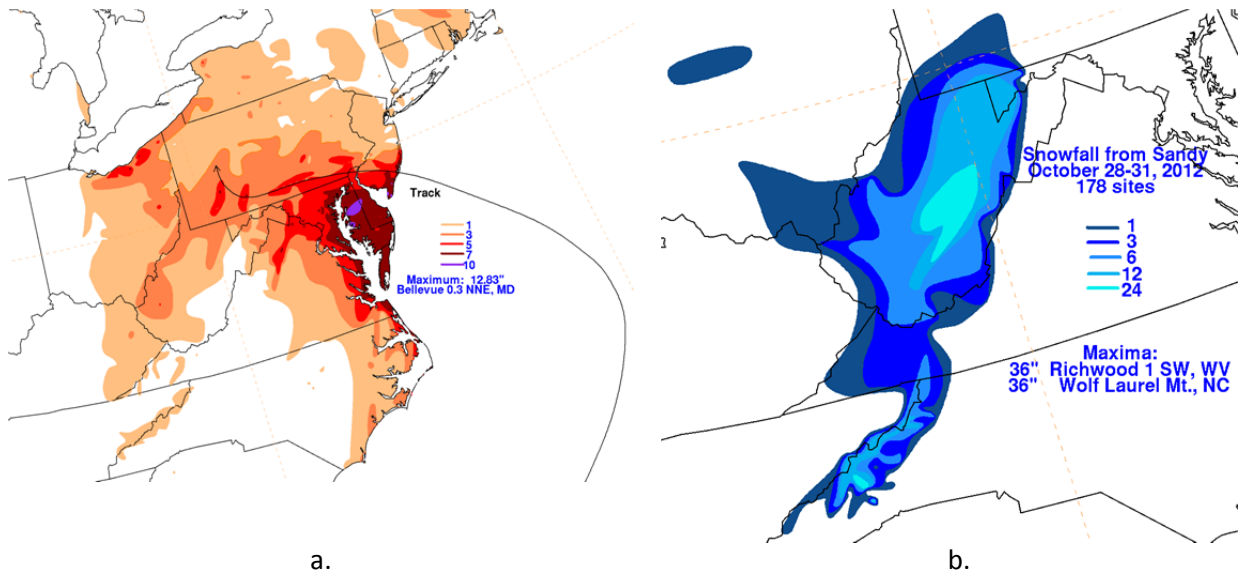 Track
1
3
5
7
10
Maximum: 12.83"
Bellevue 0.3 NNE, MD
a.
Snowfall from Sandy
October 28-31, 2012
178 sites
1
3
6
12
24
Maxima:
36" Richwood 1 SW, WV
36" Wolf Laurel Mt., NC
b.